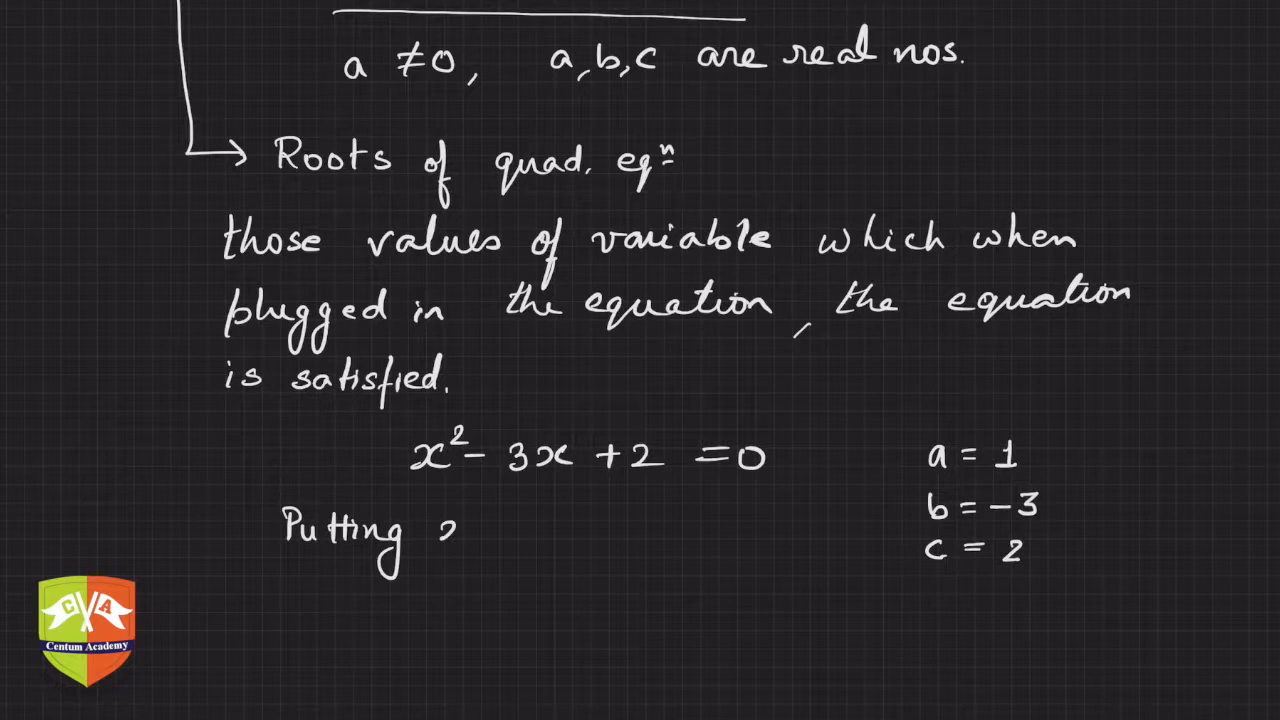 a ≠0, a,b,c are real nos.
Roots of quad. eqⁿ
those values of variable which when
plugged in the equation, the equation
is satisfied.
x² - 3x + 2 = 0
a = 1
b = -3
c = 2
Putting
C A
Centum Academy